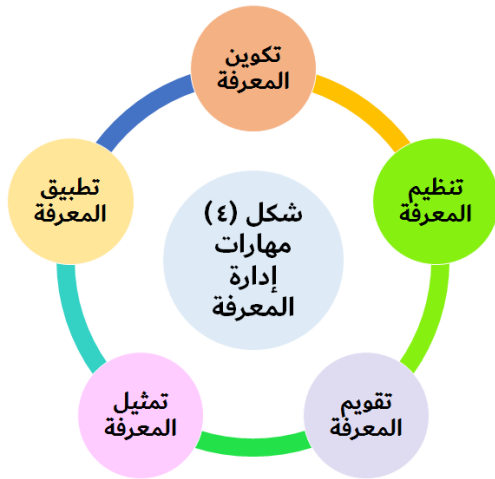 تكوين
المعرفة
تنظيم
المعرفة
تقويم
المعرفة
تمثيل
المعرفة
تطبيق
المعرفة
شكل (٤)
مهارات
إدارة
المعرفة